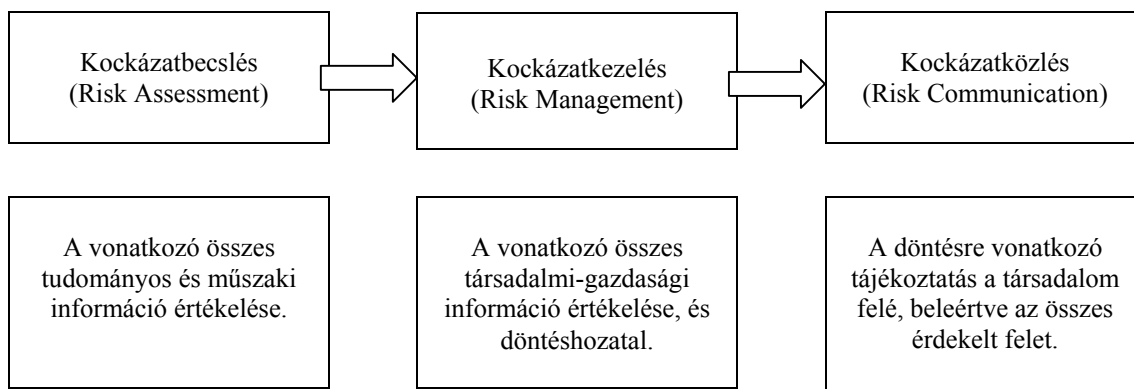 Kockázatbecslés
(Risk Assessment)
Kockázatkezelés
(Risk Management)
Kockázatközlés
(Risk Communication)
A vonatkozó összes
tudományos és műszaki
információ értékelése.
A vonatkozó összes
társadalmi-gazdasági
információ értékelése, és
döntéshozatal.
A döntésre vonatkozó
tájékoztatás a társadalom
felé, beleértve az összes
érdekelt felet.